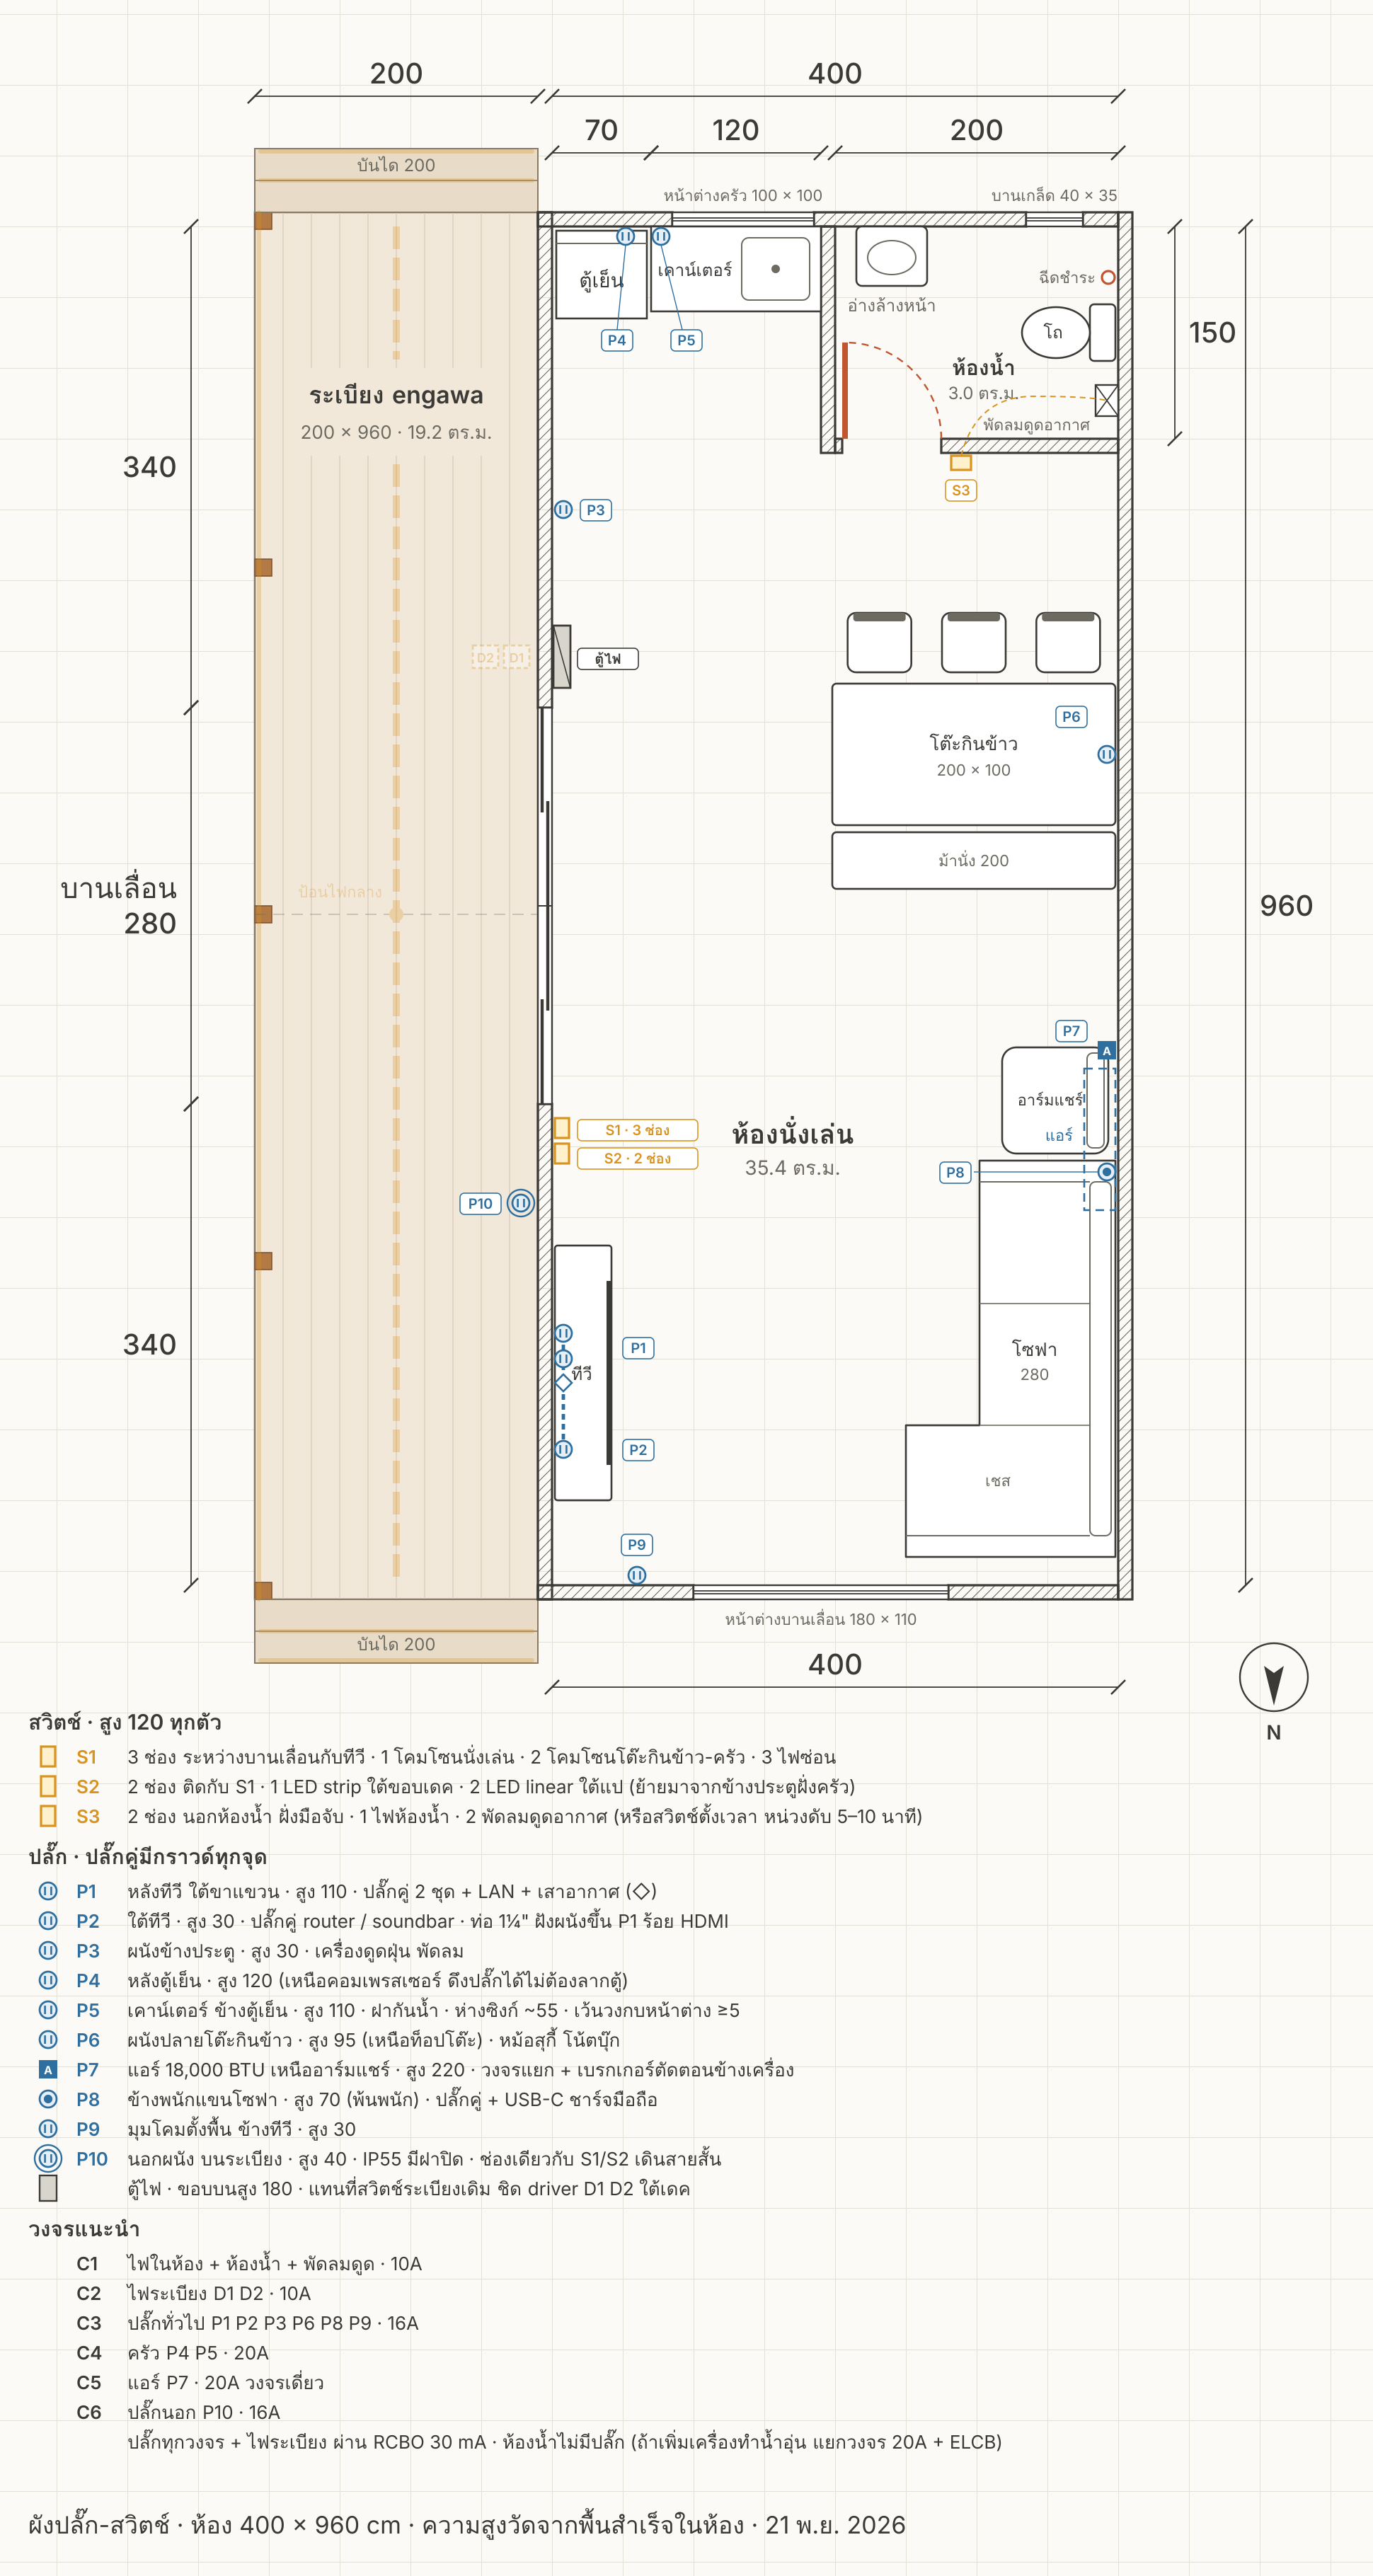 200
400
70
120
200
บันได 200
หน้าต่างครัว 100 × 100
บานเกล็ด 40 × 35
ตู้เย็น
เคาน์เตอร์
อ่างล้างหน้า
ฉีดชำระ
โถ
150
P4
P5
ห้องน้ำ
3.0 ตร.ม.
พัดลมดูดอากาศ
ระเบียง engawa
200 × 960 · 19.2 ตร.ม.
340
S3
P3
D2
D1
ตู้ไฟ
P6
โต๊ะกินข้าว
200 × 100
ม้านั่ง 200
บานเลื่อน
280
ป้อนไฟกลาง
960
P7
A
อาร์มแชร์
แอร์
S1 · 3 ช่อง
S2 · 2 ช่อง
ห้องนั่งเล่น
35.4 ตร.ม.
P8
P10
340
P1
ทีวี
โซฟา
280
P2
เชส
P9
หน้าต่างบานเลื่อน 180 × 110
บันได 200
400
N
สวิตช์ · สูง 120 ทุกตัว
S1 3 ช่อง ระหว่างบานเลื่อนกับทีวี · 1 โคมโซนนั่งเล่น · 2 โคมโซนโต๊ะกินข้าว-ครัว · 3 ไฟซ่อน
S2 2 ช่อง ติดกับ S1 · 1 LED strip ใต้ขอบเดค · 2 LED linear ใต้แป (ย้ายมาจากข้างประตูฝั่งครัว)
S3 2 ช่อง นอกห้องน้ำ ฝั่งมือจับ · 1 ไฟห้องน้ำ · 2 พัดลมดูดอากาศ (หรือสวิตช์ตั้งเวลา หน่วงดับ 5–10 นาที)
ปลั๊ก · ปลั๊กคู่มีกราวด์ทุกจุด
P1 หลังทีวี ใต้ขาแขวน · สูง 110 · ปลั๊กคู่ 2 ชุด + LAN + เสาอากาศ (◇)
P2 ใต้ทีวี · สูง 30 · ปลั๊กคู่ router / soundbar · ท่อ 1¼" ฝังผนังขึ้น P1 ร้อย HDMI
P3 ผนังข้างประตู · สูง 30 · เครื่องดูดฝุ่น พัดลม
P4 หลังตู้เย็น · สูง 120 (เหนือคอมเพรสเซอร์ ดึงปลั๊กได้ไม่ต้องลากตู้)
P5 เคาน์เตอร์ ข้างตู้เย็น · สูง 110 · ฝากันน้ำ · ห่างซิงก์ ~55 · เว้นวงกบหน้าต่าง ≥5
P6 ผนังปลายโต๊ะกินข้าว · สูง 95 (เหนือท็อปโต๊ะ) · หม้อสุกี้ โน้ตบุ๊ก
A P7 แอร์ 18,000 BTU เหนืออาร์มแชร์ · สูง 220 · วงจรแยก + เบรกเกอร์ตัดตอนข้างเครื่อง
P8 ข้างพนักแขนโซฟา · สูง 70 (พ้นพนัก) · ปลั๊กคู่ + USB-C ชาร์จมือถือ
P9 มุมโคมตั้งพื้น ข้างทีวี · สูง 30
P10 นอกผนัง บนระเบียง · สูง 40 · IP55 มีฝาปิด · ช่องเดียวกับ S1/S2 เดินสายสั้น
ตู้ไฟ · ขอบบนสูง 180 · แทนที่สวิตช์ระเบียงเดิม ชิด driver D1 D2 ใต้เดค
วงจรแนะนำ
C1 ไฟในห้อง + ห้องน้ำ + พัดลมดูด · 10A
C2 ไฟระเบียง D1 D2 · 10A
C3 ปลั๊กทั่วไป P1 P2 P3 P6 P8 P9 · 16A
C4 ครัว P4 P5 · 20A
C5 แอร์ P7 · 20A วงจรเดี่ยว
C6 ปลั๊กนอก P10 · 16A
ปลั๊กทุกวงจร + ไฟระเบียง ผ่าน RCBO 30 mA · ห้องน้ำไม่มีปลั๊ก (ถ้าเพิ่มเครื่องทำน้ำอุ่น แยกวงจร 20A + ELCB)
ผังปลั๊ก-สวิตช์ · ห้อง 400 × 960 cm · ความสูงวัดจากพื้นสำเร็จในห้อง · 21 พ.ย. 2026